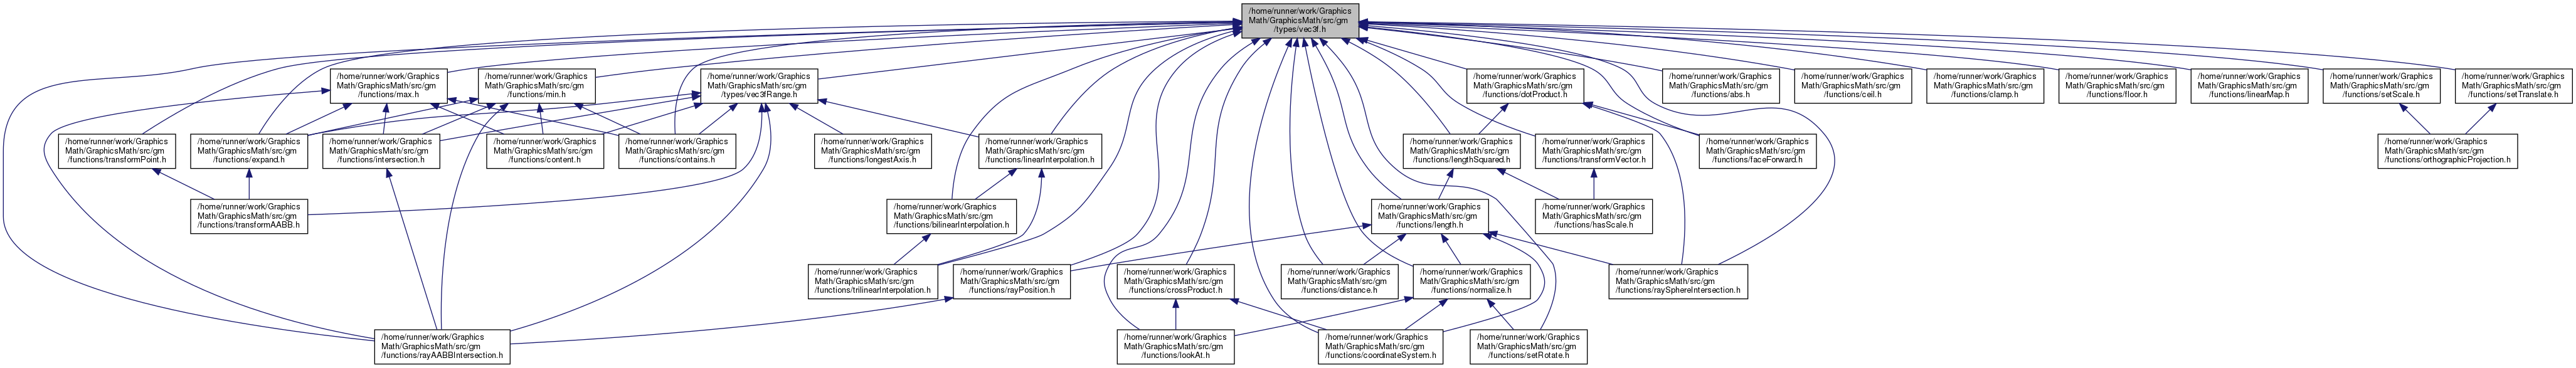 /home/runner/work/Graphics
Math/GraphicsMath/src/gm
/types/vec3f.h
/home/runner/work/Graphics
Math/GraphicsMath/src/gm
/functions/max.h
/home/runner/work/Graphics
Math/GraphicsMath/src/gm
/functions/min.h
/home/runner/work/Graphics
Math/GraphicsMath/src/gm
/types/vec3fRange.h
/home/runner/work/Graphics
Math/GraphicsMath/src/gm
/functions/dotProduct.h
/home/runner/work/Graphics
Math/GraphicsMath/src/gm
/functions/abs.h
/home/runner/work/Graphics
Math/GraphicsMath/src/gm
/functions/ceil.h
/home/runner/work/Graphics
Math/GraphicsMath/src/gm
/functions/clamp.h
/home/runner/work/Graphics
Math/GraphicsMath/src/gm
/functions/floor.h
/home/runner/work/Graphics
Math/GraphicsMath/src/gm
/functions/linearMap.h
/home/runner/work/Graphics
Math/GraphicsMath/src/gm
/functions/setScale.h
/home/runner/work/Graphics
Math/GraphicsMath/src/gm
/functions/setTranslate.h
/home/runner/work/Graphics
Math/GraphicsMath/src/gm
/functions/transformPoint.h
/home/runner/work/Graphics
Math/GraphicsMath/src/gm
/functions/expand.h
/home/runner/work/Graphics
Math/GraphicsMath/src/gm
/functions/intersection.h
/home/runner/work/Graphics
Math/GraphicsMath/src/gm
/functions/content.h
/home/runner/work/Graphics
Math/GraphicsMath/src/gm
/functions/contains.h
/home/runner/work/Graphics
Math/GraphicsMath/src/gm
/functions/longestAxis.h
/home/runner/work/Graphics
Math/GraphicsMath/src/gm
/functions/linearInterpolation.h
/home/runner/work/Graphics
Math/GraphicsMath/src/gm
/functions/lengthSquared.h
/home/runner/work/Graphics
Math/GraphicsMath/src/gm
/functions/transformVector.h
/home/runner/work/Graphics
Math/GraphicsMath/src/gm
/functions/faceForward.h
/home/runner/work/Graphics
Math/GraphicsMath/src/gm
/functions/orthographicProjection.h
/home/runner/work/Graphics
Math/GraphicsMath/src/gm
/functions/transformAABB.h
/home/runner/work/Graphics
Math/GraphicsMath/src/gm
/functions/bilinearInterpolation.h
/home/runner/work/Graphics
Math/GraphicsMath/src/gm
/functions/length.h
/home/runner/work/Graphics
Math/GraphicsMath/src/gm
/functions/hasScale.h
/home/runner/work/Graphics
Math/GraphicsMath/src/gm
/functions/trilinearInterpolation.h
/home/runner/work/Graphics
Math/GraphicsMath/src/gm
/functions/rayPosition.h
/home/runner/work/Graphics
Math/GraphicsMath/src/gm
/functions/crossProduct.h
/home/runner/work/Graphics
Math/GraphicsMath/src/gm
/functions/distance.h
/home/runner/work/Graphics
Math/GraphicsMath/src/gm
/functions/normalize.h
/home/runner/work/Graphics
Math/GraphicsMath/src/gm
/functions/raySphereIntersection.h
/home/runner/work/Graphics
Math/GraphicsMath/src/gm
/functions/rayAABBIntersection.h
/home/runner/work/Graphics
Math/GraphicsMath/src/gm
/functions/lookAt.h
/home/runner/work/Graphics
Math/GraphicsMath/src/gm
/functions/coordinateSystem.h
/home/runner/work/Graphics
Math/GraphicsMath/src/gm
/functions/setRotate.h